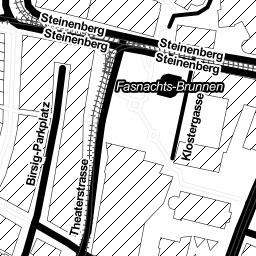 Steinenberg
Steinenberg
Steinenberg
Steinenberg
Fasnachts-Brunnen
Birsig-Parkplatz
Theaterstrasse
Klostergasse